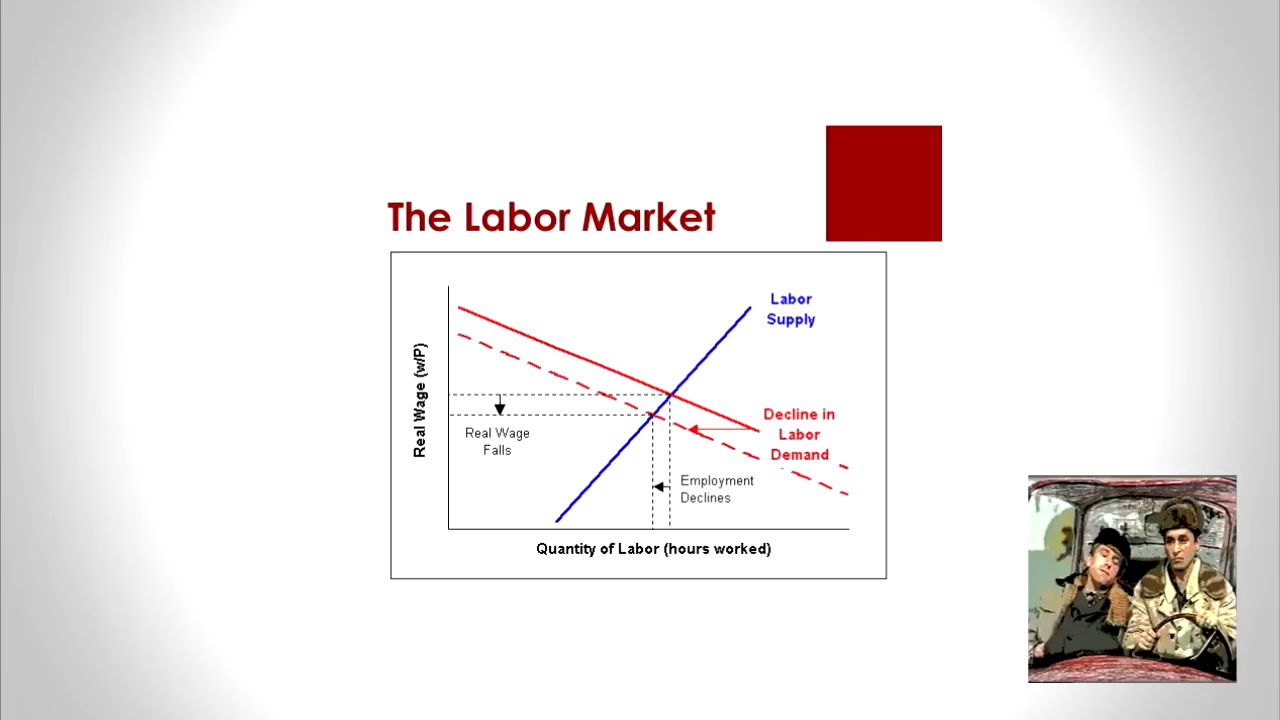 The Labor Market
Labor
Supply
Real Wage (w/P)
Decline in
Labor
Demand
Real Wage
Falls
Employment
Declines
Quantity of Labor (hours worked)